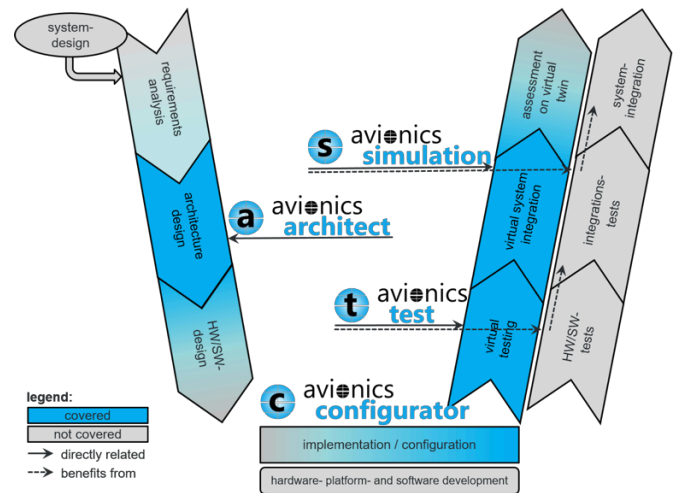 system-
design
requirements
analysis
architecture
design
HW/SW-
design
s
avionics
simulation
a
avionics
architect
t
avionics
test
c
avionics
configurator
assessment
on virtual
twin
virtual system
integration
virtual
testing
system-
integration
integrations-
tests
HW/SW-
tests
implementation / configuration
hardware- platform- and software development
legend:
covered
not covered
directly related
benefits from